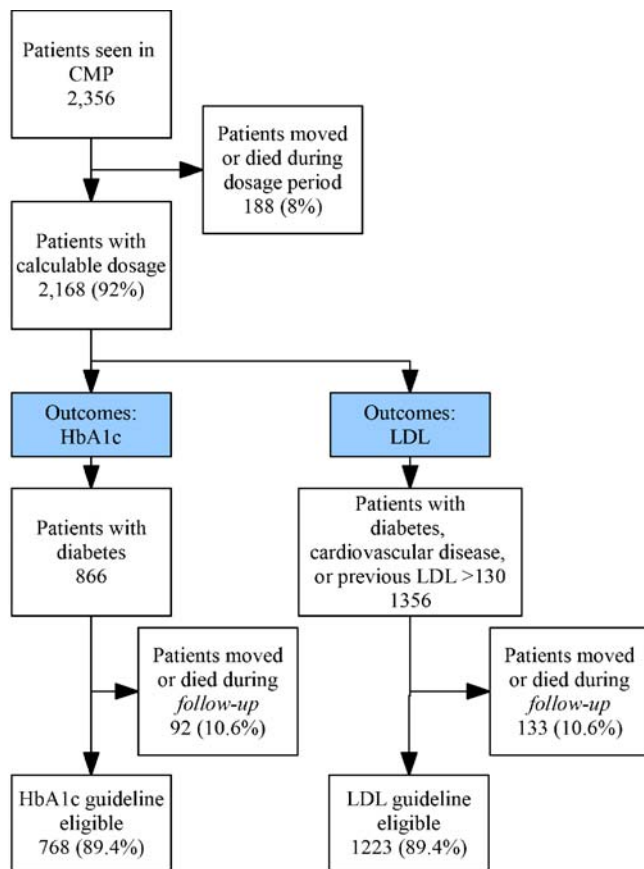 Patients seen in
CMP
2,356
Patients moved
or died during
dosage period
188 (8%)
Patients with
calculable dosage
2,168 (92%)
Outcomes:
HbA1c
Outcomes:
LDL
Patients with
diabetes
866
Patients with
diabetes,
cardiovascular disease,
or previous LDL >130
1356
Patients moved
or died during
follow-up
92 (10.6%)
Patients moved
or died during
follow-up
133 (10.6%)
HbA1c guideline
eligible
768 (89.4%)
LDL guideline
eligible
1223 (89.4%)